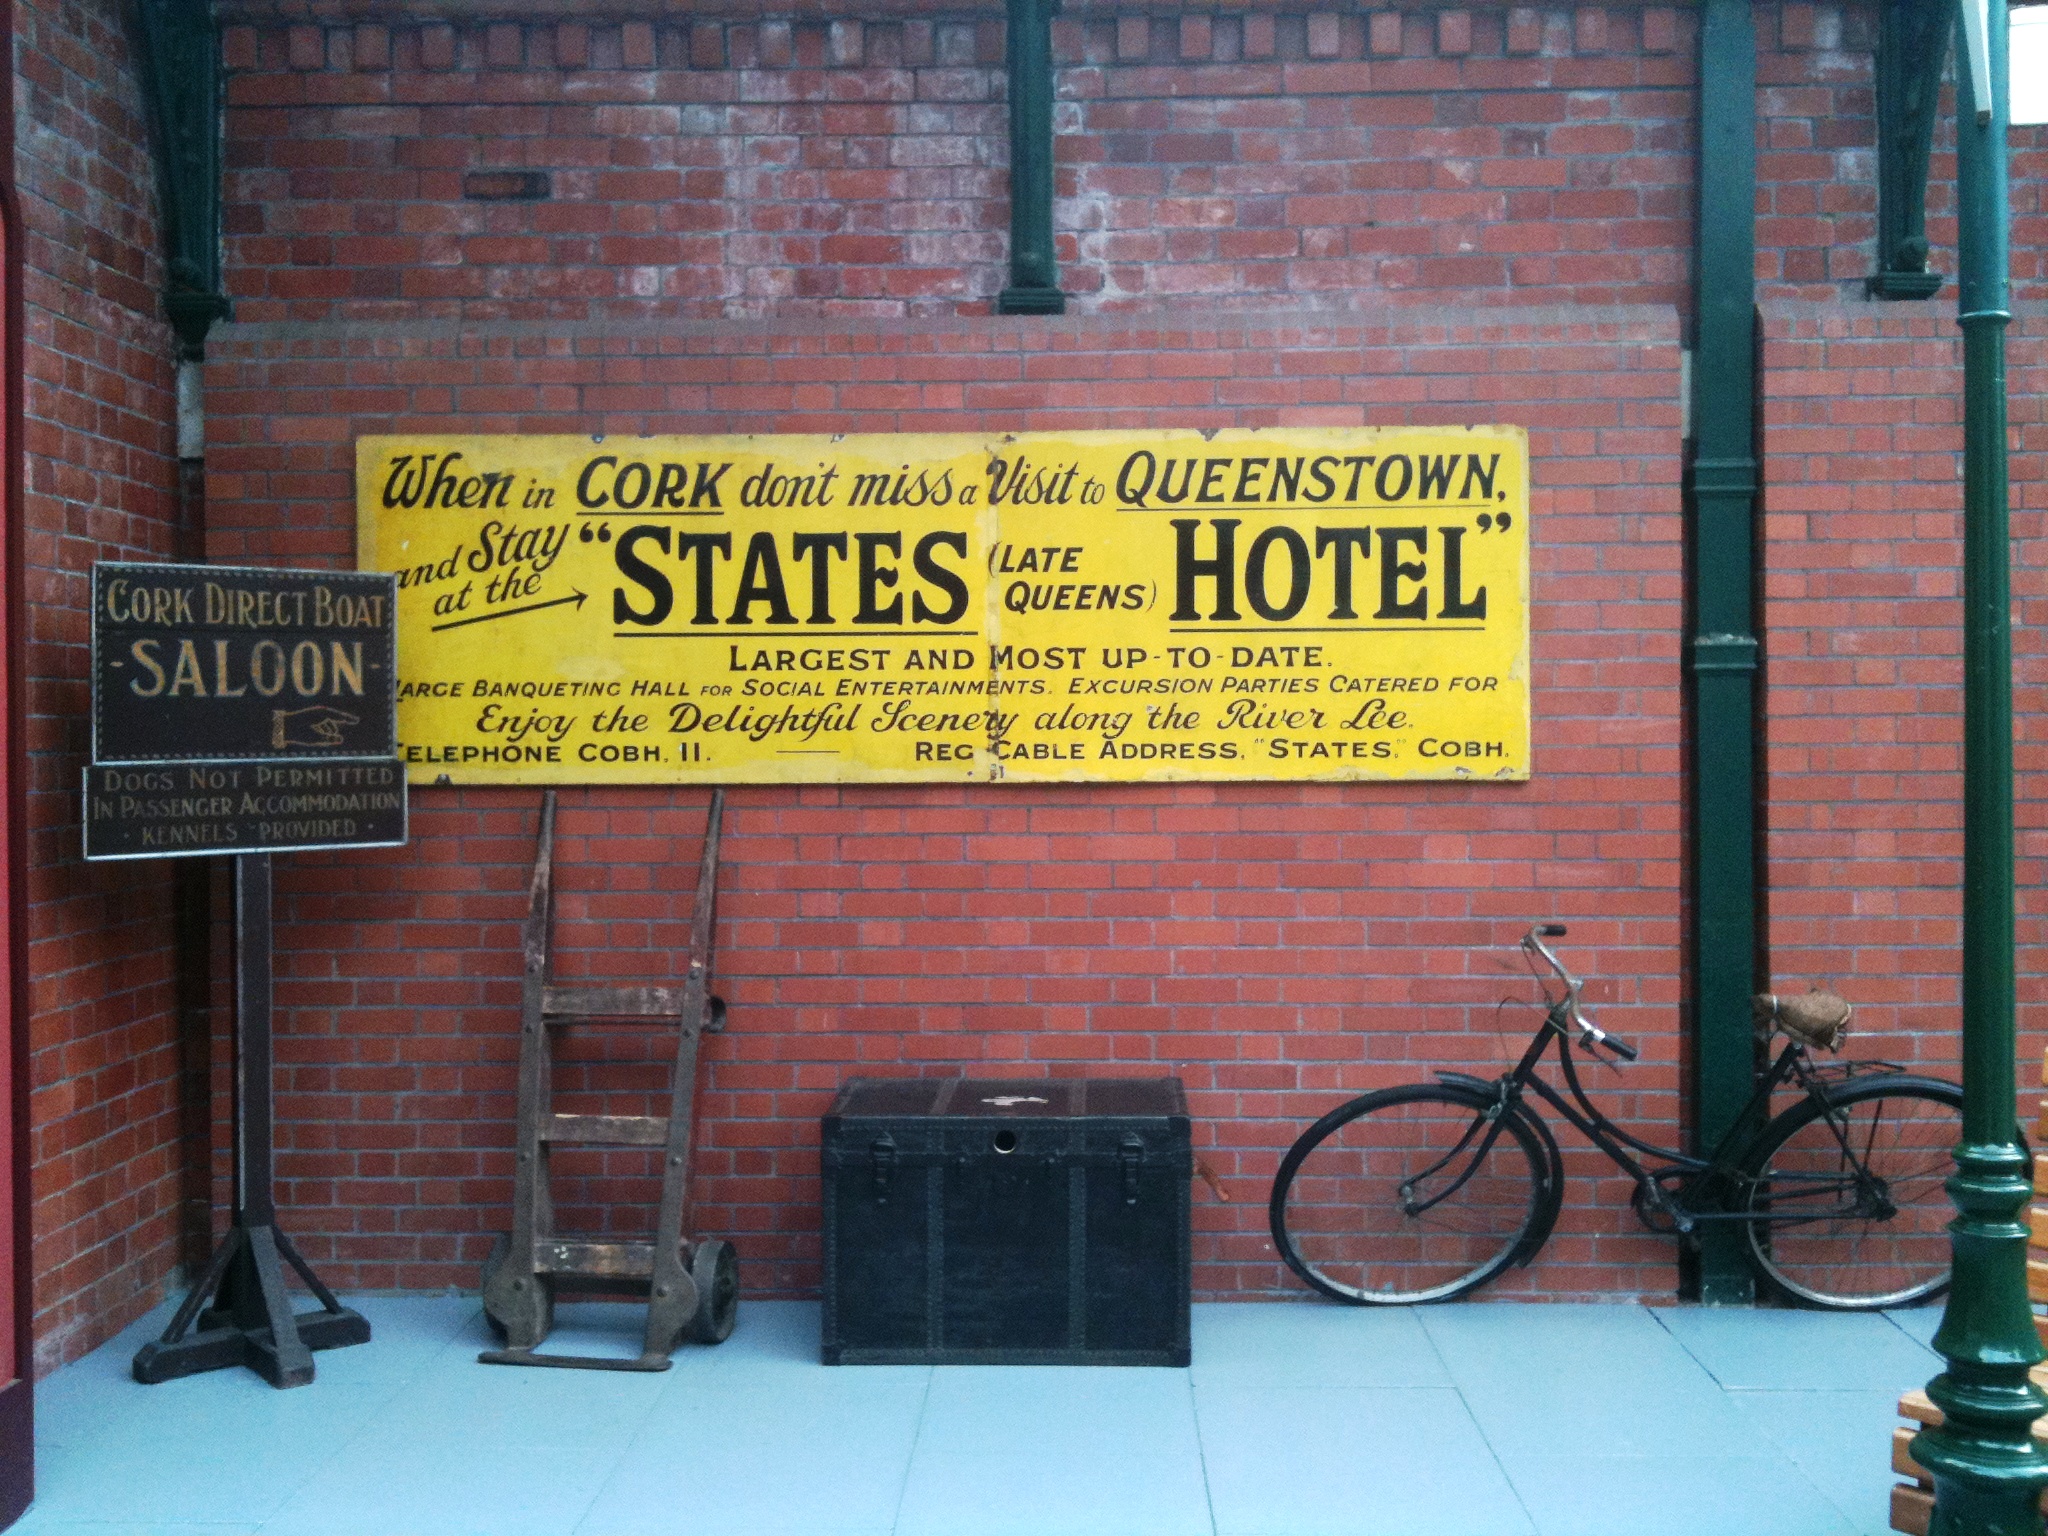 When in CORK don't miss a Visit to QUEENSTOWN,
and Stay at the "STATES (LATE QUEENS) HOTEL"
LARGEST AND MOST UP-TO-DATE.
LARGE BANQUETING HALL FOR SOCIAL ENTERTAINMENTS. EXCURSION PARTIES CATERED FOR
Enjoy the Delightful Scenery along the River Lee.
TELEPHONE COBH. 11. — REG CABLE ADDRESS, "STATES," COBH.
CORK DIRECT BOAT
-SALOON-
DOGS NOT PERMITTED
IN PASSENGER ACCOMMODATION
· KENNELS PROVIDED ·